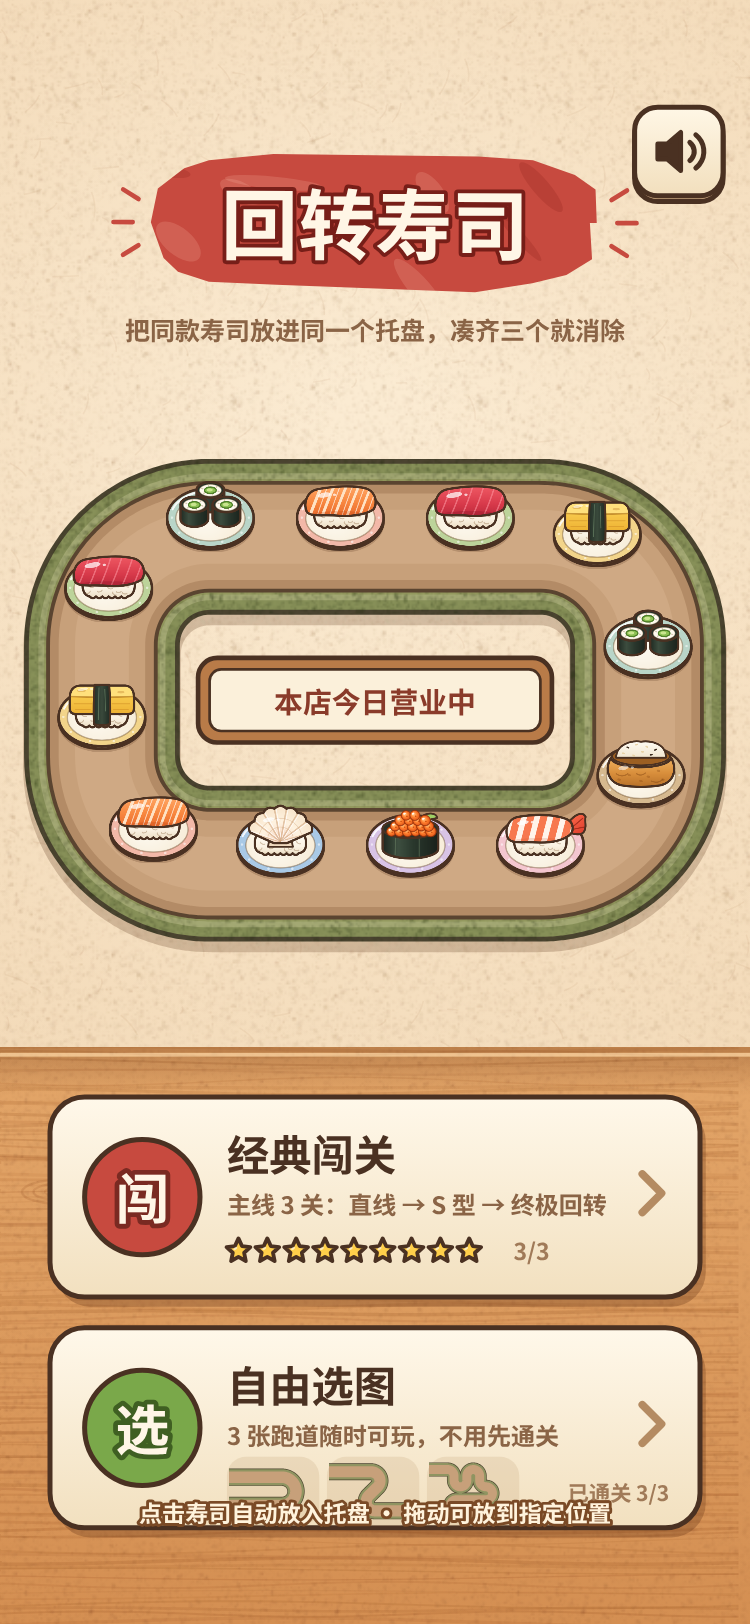 回转寿司
把同款寿司放进同一个托盘，凑齐三个就消除
本店今日营业中
闯
经典闯关
主线 3 关：直线 → S 型 → 终极回转
3/3
选
自由选图
3 张跑道随时可玩，不用先通关
已通关 3/3
点击寿司自动放入托盘 · 拖动可放到指定位置